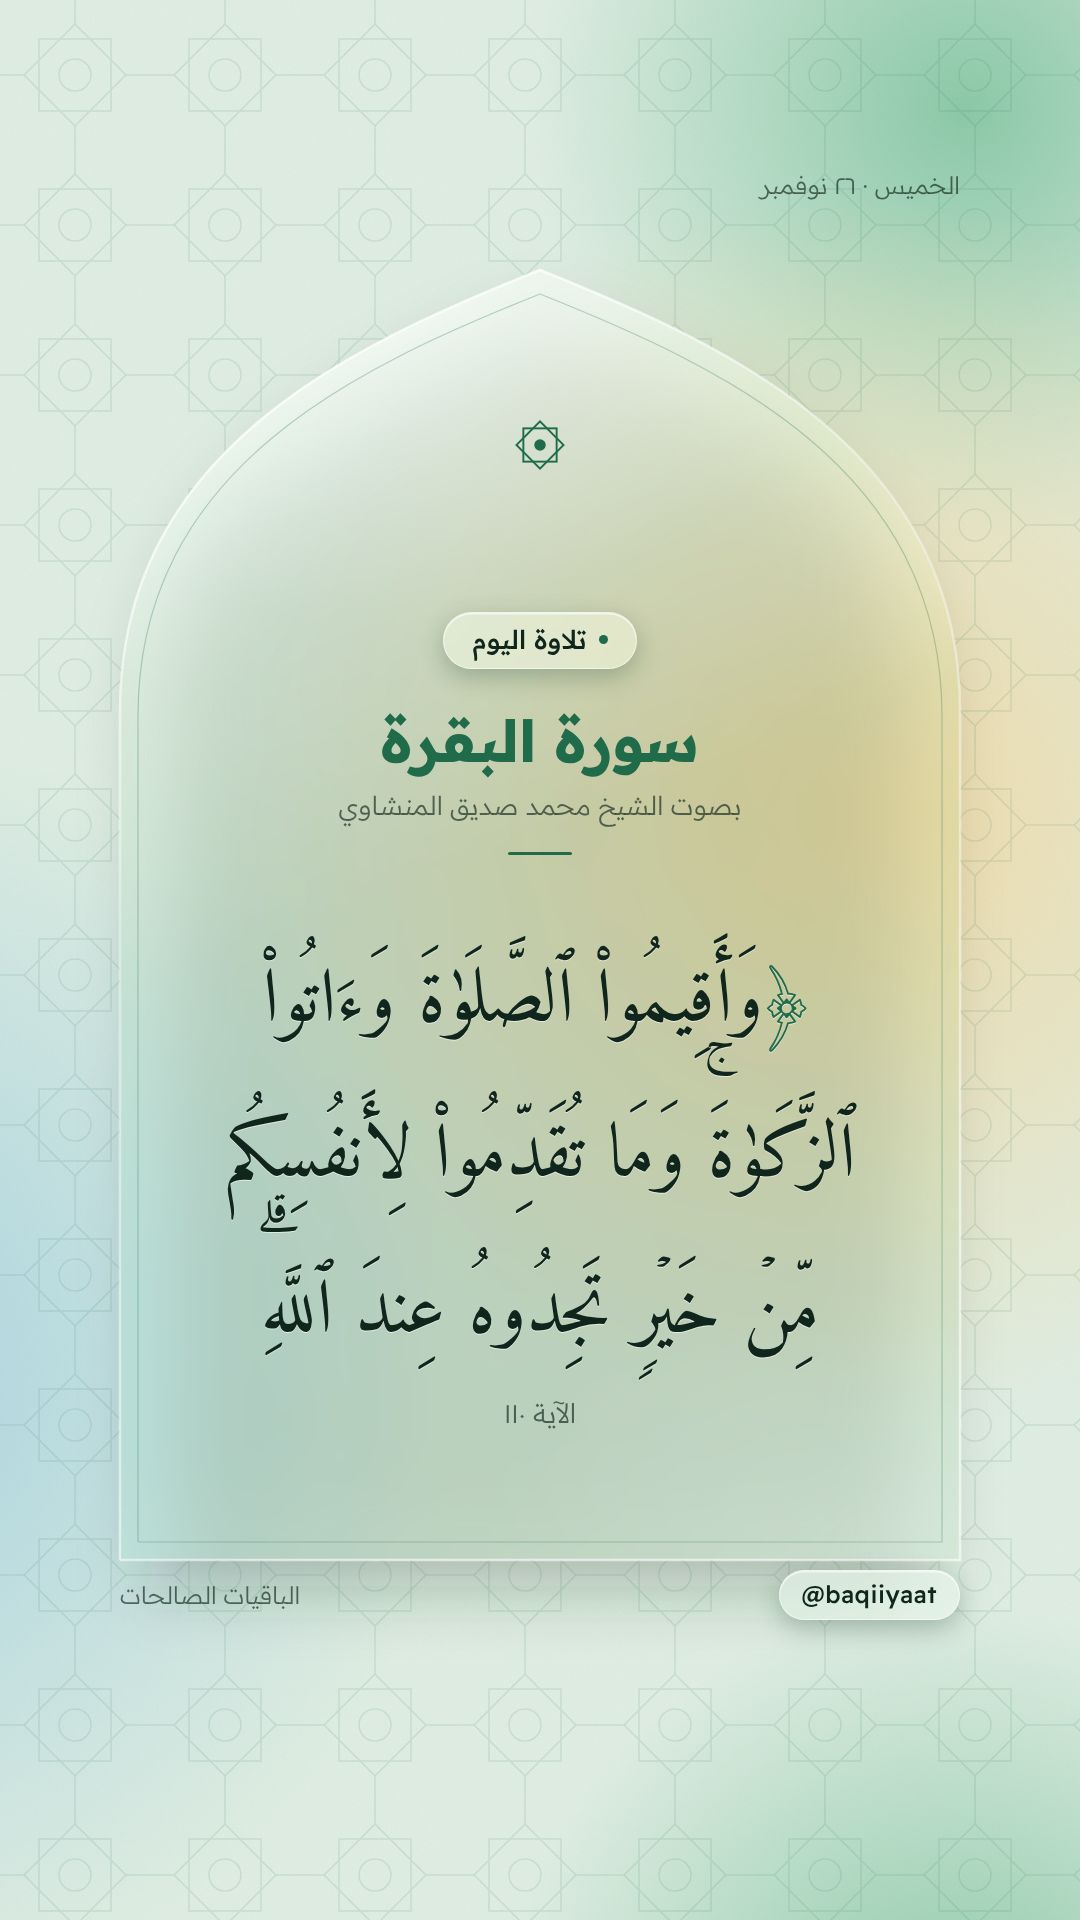 الخميس · ٢٦ نوفمبر
تلاوة اليوم
سورة البقرة
بصوت الشيخ محمد صديق المنشاوي
﴿وَأَقِيمُوا۟ ٱلصَّلَوٰةَ وَءَاتُوا۟
ٱلزَّكَوٰةَۚ وَمَا تُقَدِّمُوا۟ لِأَنفُسِكُم
مِّنۡ خَيۡرٍ تَجِدُوهُ عِندَ ٱللَّهِۗ
الآية ١١٠
@baqiiyaat
الباقيات الصالحات